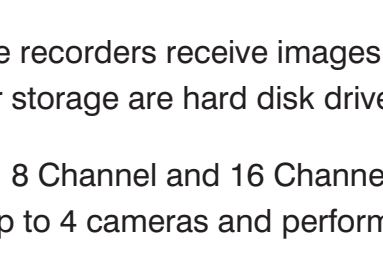 e recorders receive images
r storage are hard disk drive
8 Channel and 16 Channe
p to 4 cameras and perform